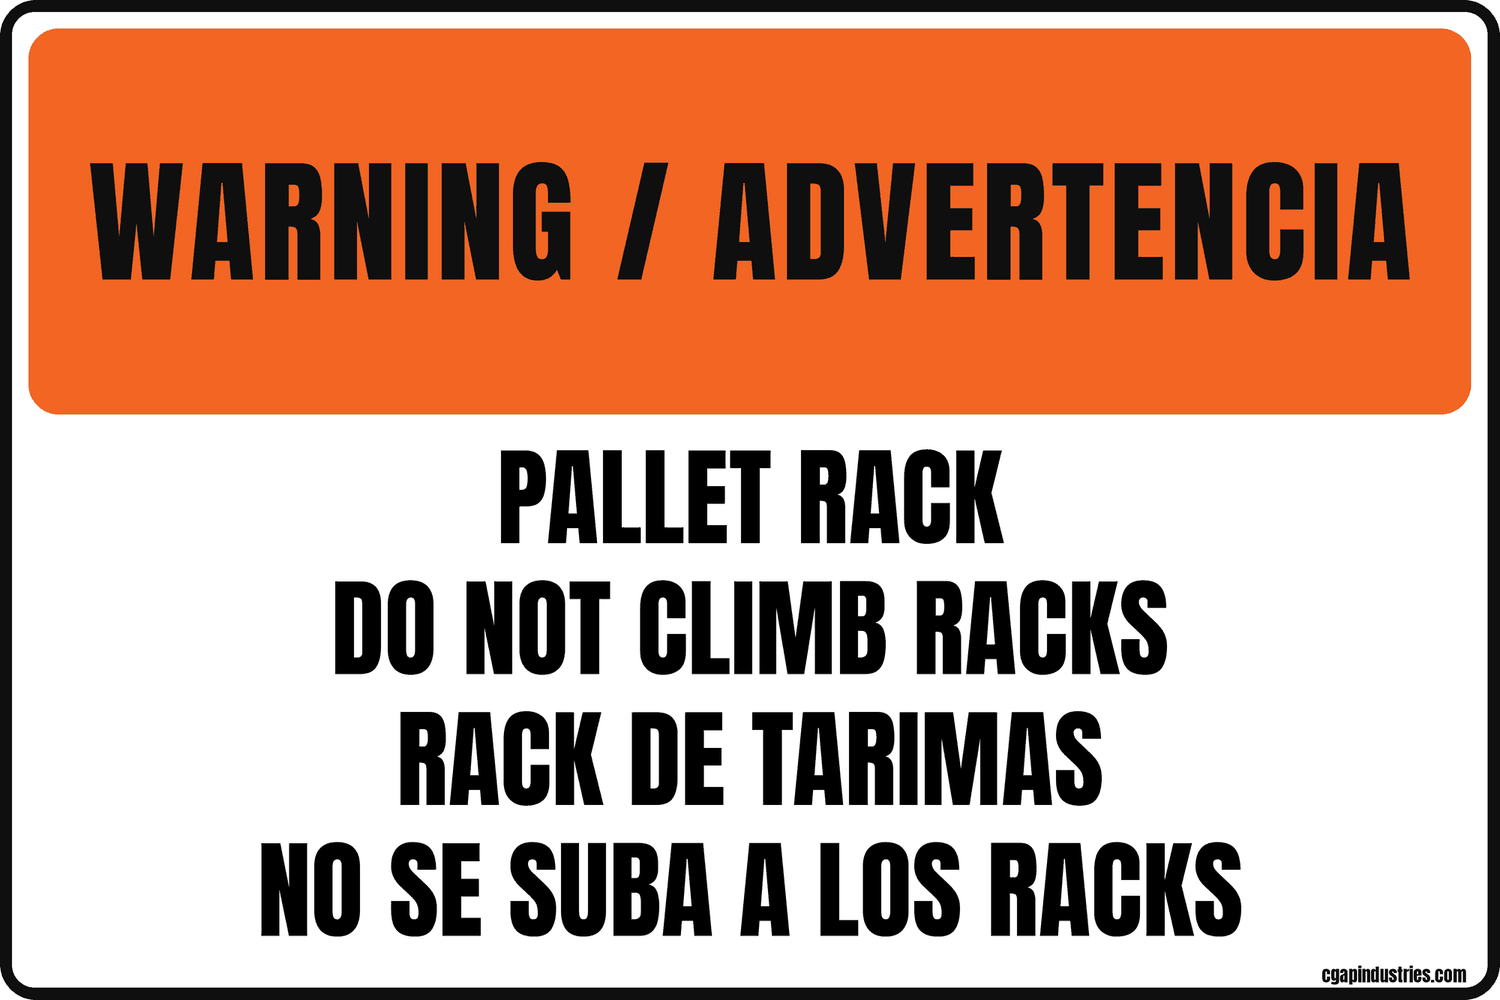 WARNING / ADVERTENCIA
PALLET RACK
DO NOT CLIMB RACKS
RACK DE TARIMAS
NO SE SUBA A LOS RACKS
cgapindustries.com